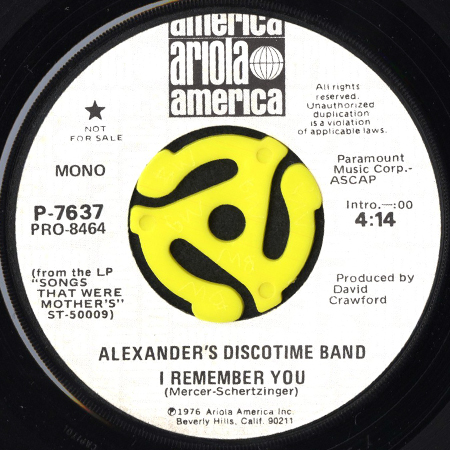 america
ariola
america
★
NOT
FOR SALE
All rights
reserved.
Unauthorized
duplication
is a violation
of applicable laws.
MONO
Paramount
Music Corp.-
ASCAP
P-7637
PRO-8464
Intro.—:00
4:14
(from the LP
"SONGS
THAT WERE
MOTHER'S"
ST-50009)
Produced by
David
Crawford
ALEXANDER'S DISCOTIME BAND
I REMEMBER YOU
(Mercer-Schertzinger)
℗1976 Ariola America Inc.
Beverly Hills, Calif. 90211